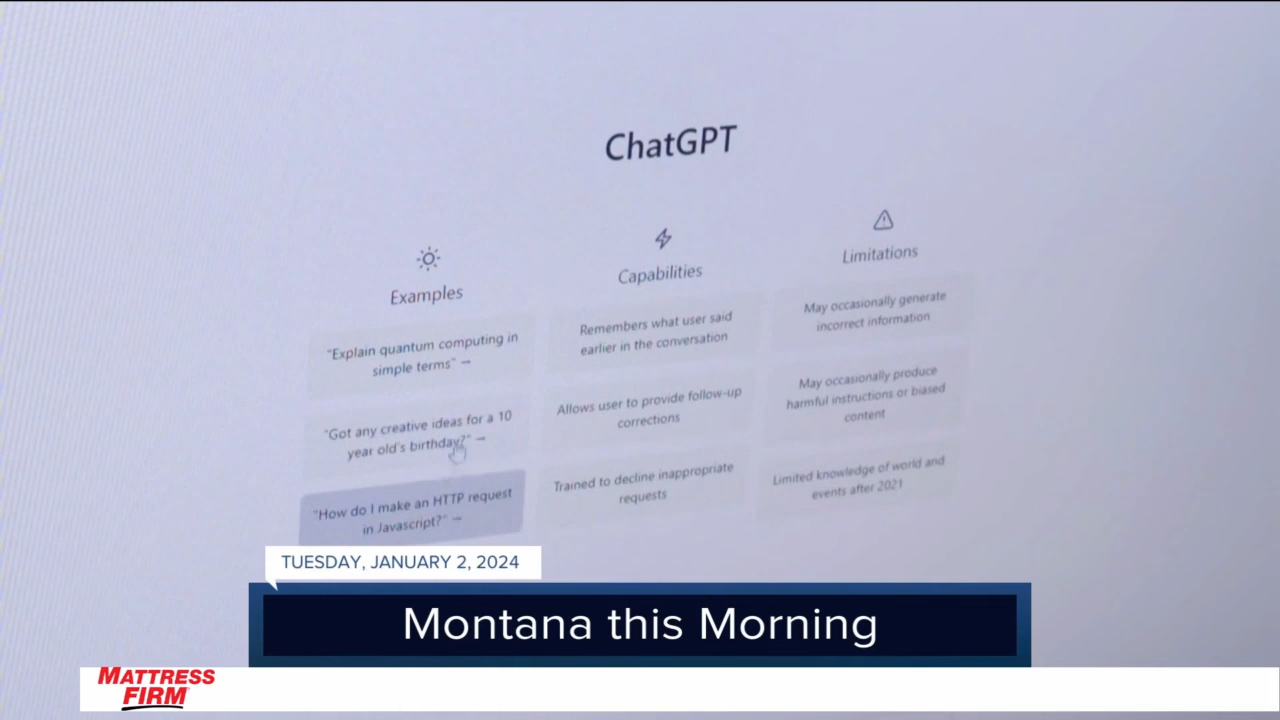 ChatGPT
Examples
Capabilities
Limitations
"Explain quantum computing in
simple terms" →
Remembers what user said
earlier in the conversation
May occasionally generate
incorrect information
"Got any creative ideas for a 10
year old's birthday?" →
Allows user to provide follow-up
corrections
May occasionally produce
harmful instructions or biased
content
"How do I make an HTTP request
in Javascript?" →
Trained to decline inappropriate
requests
Limited knowledge of world and
events after 2021
TUESDAY, JANUARY 2, 2024
Montana this Morning
MATTRESS
FIRM